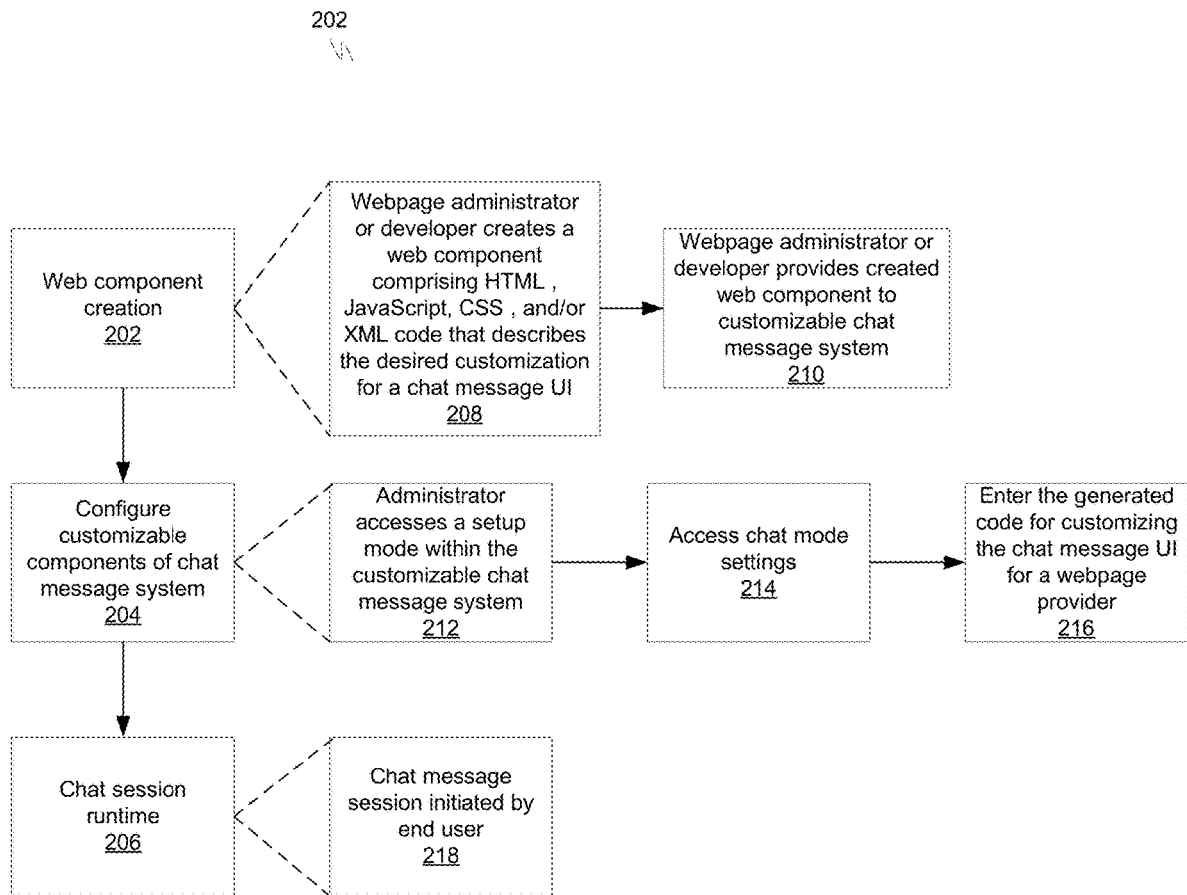 202
Web component
creation
202
Webpage administrator
or developer creates a
web component
comprising HTML ,
JavaScript, CSS , and/or
XML code that describes
the desired customization
for a chat message UI
208
Webpage administrator or
developer provides created
web component to
customizable chat
message system
210
Configure
customizable
components of chat
message system
204
Administrator
accesses a setup
mode within the
customizable chat
message system
212
Access chat mode
settings
214
Enter the generated
code for customizing
the chat message UI
for a webpage
provider
216
Chat session
runtime
206
Chat message
session initiated by
end user
218